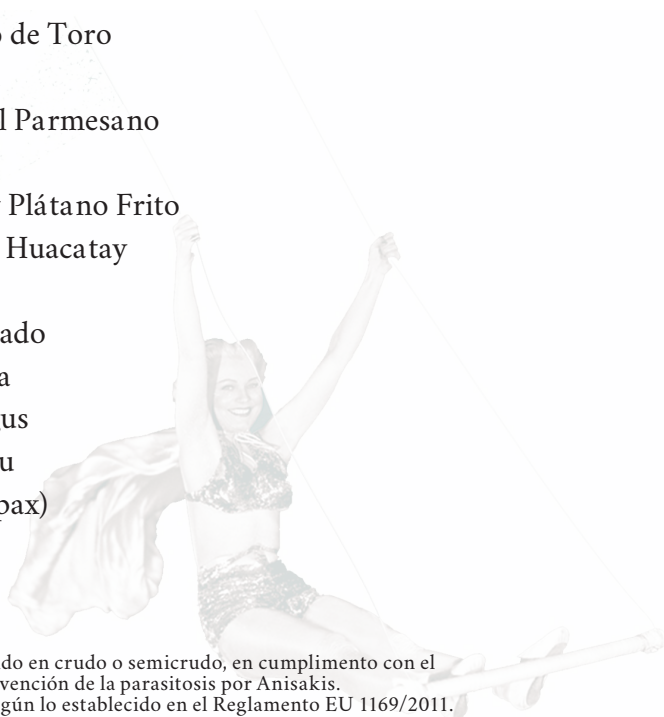 de Toro
Parmesano
Plátano Frito
Huacatay
ado
a
us
u
pax)
do en crudo o semicrudo, en cumplimento con el
vención de la parasitosis por Anisakis.
gún lo establecido en el Reglamento EU 1169/2011.